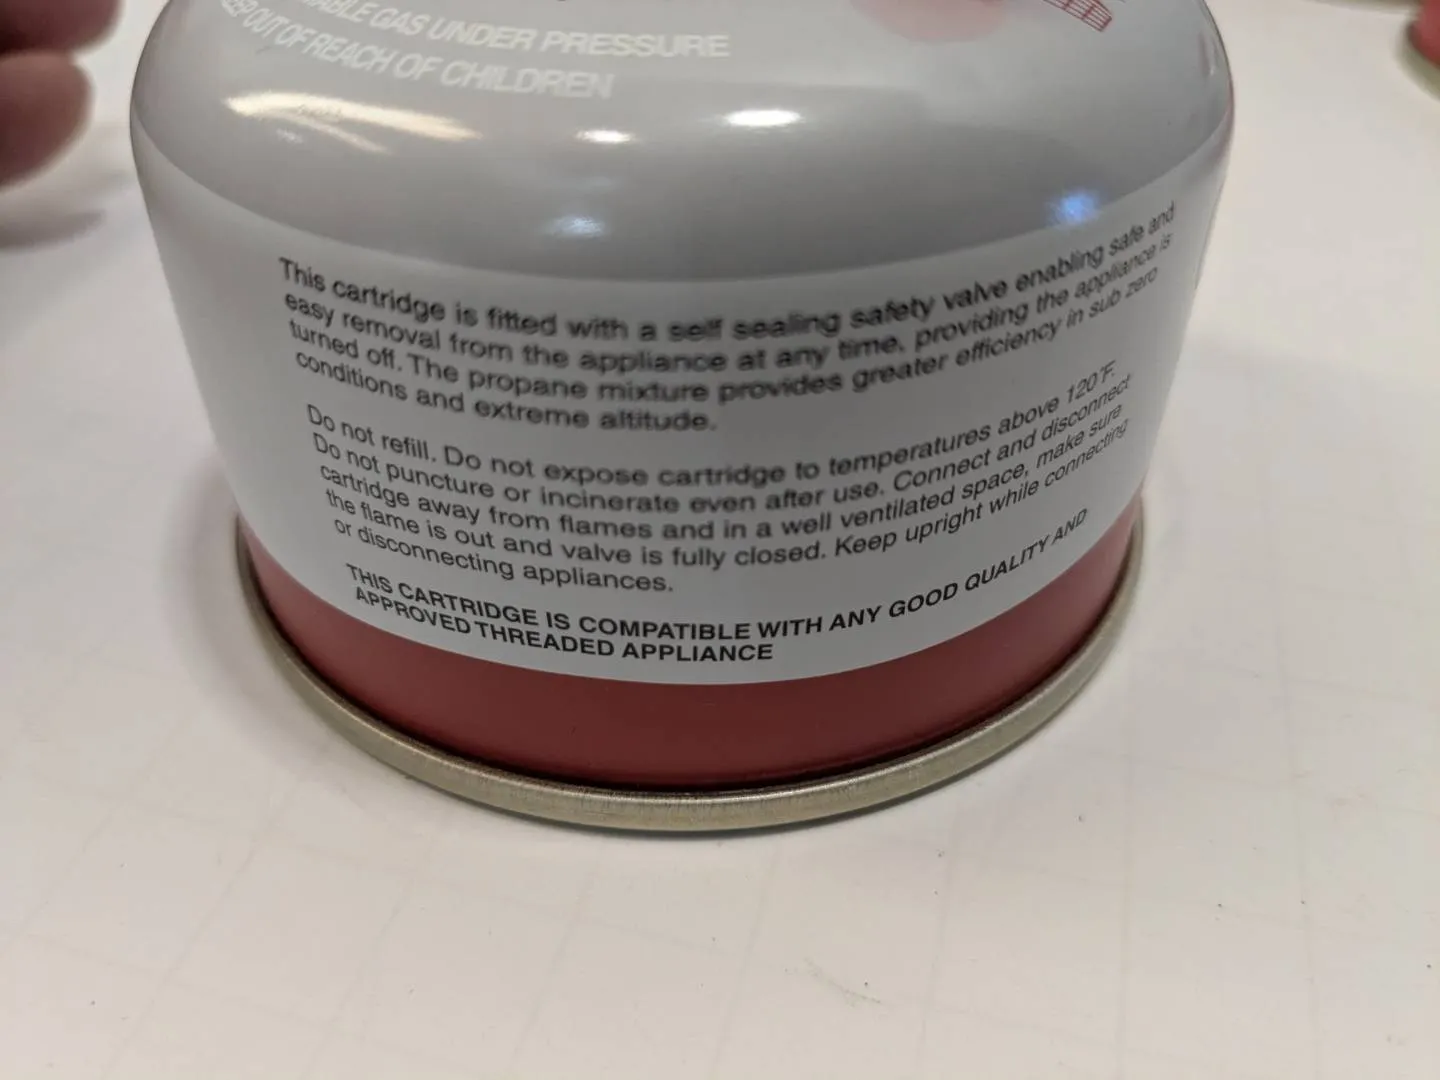 GAS UNDER PRESSURE
OUT OF REACH OF CHILDREN
This cartridge is fitted with a self sealing safety valve enabling safe and
easy removal from the appliance at any time, providing the appliance is
turned off. The propane mixture provides greater efficiency in sub zero
conditions and extreme altitude.
Do not refill. Do not expose cartridge to temperatures above 120°F.
Do not puncture or incinerate even after use. Connect and disconnect
cartridge away from flames and in a well ventilated space, make sure
the flame is out and valve is fully closed. Keep upright while connecting
or disconnecting appliances.
THIS CARTRIDGE IS COMPATIBLE WITH ANY GOOD QUALITY AND
APPROVED THREADED APPLIANCE